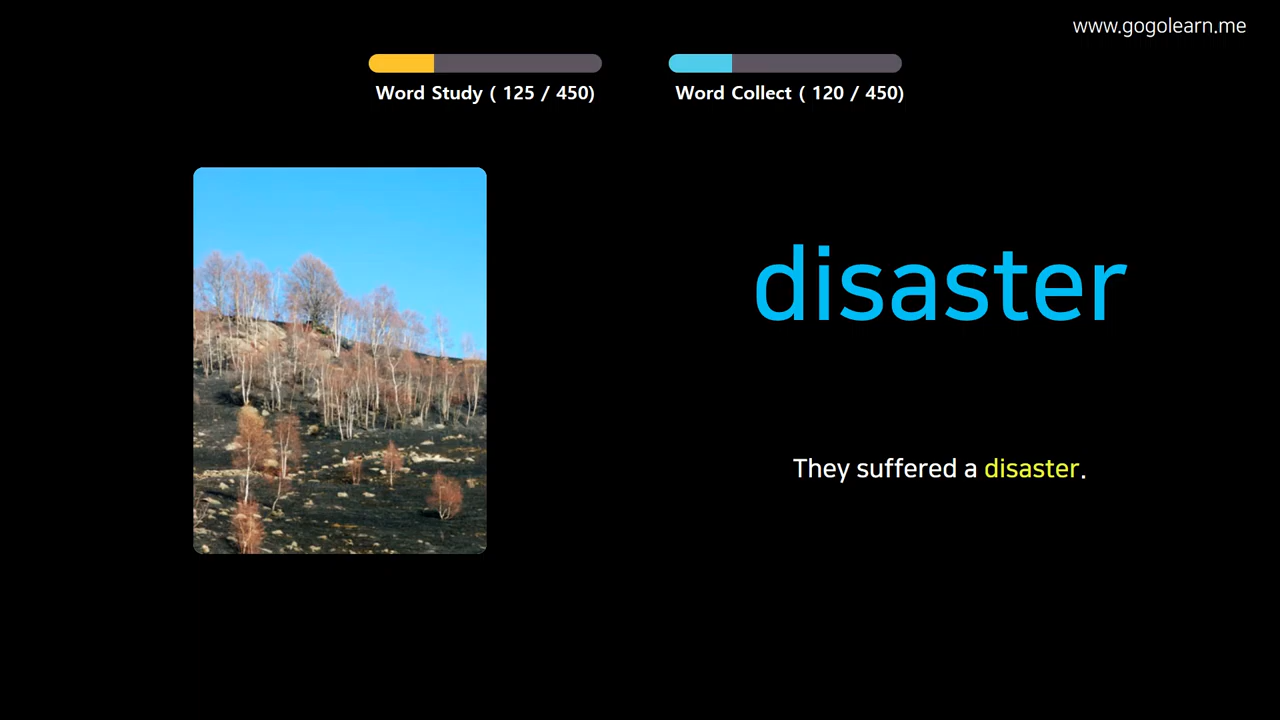 www.gogolearn.me
Word Study ( 125 / 450)
Word Collect ( 120 / 450)
disaster
They suffered a disaster.